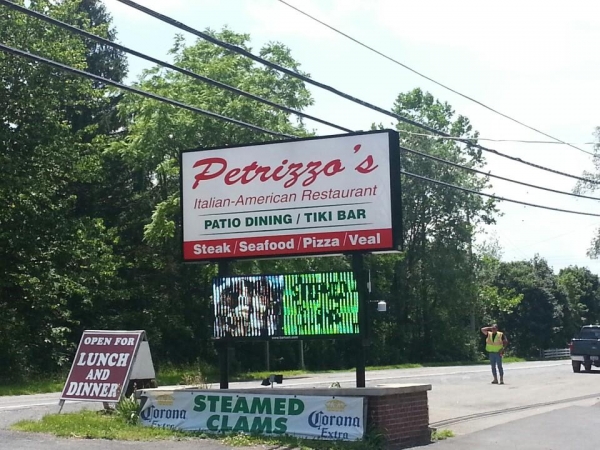 Petrizzo's
Italian-American Restaurant
PATIO DINING / TIKI BAR
Steak/Seafood/Pizza/Veal
OPEN FOR
LUNCH
AND
DINNER
Corona
Extra
STEAMED
CLAMS
Corona
Extra